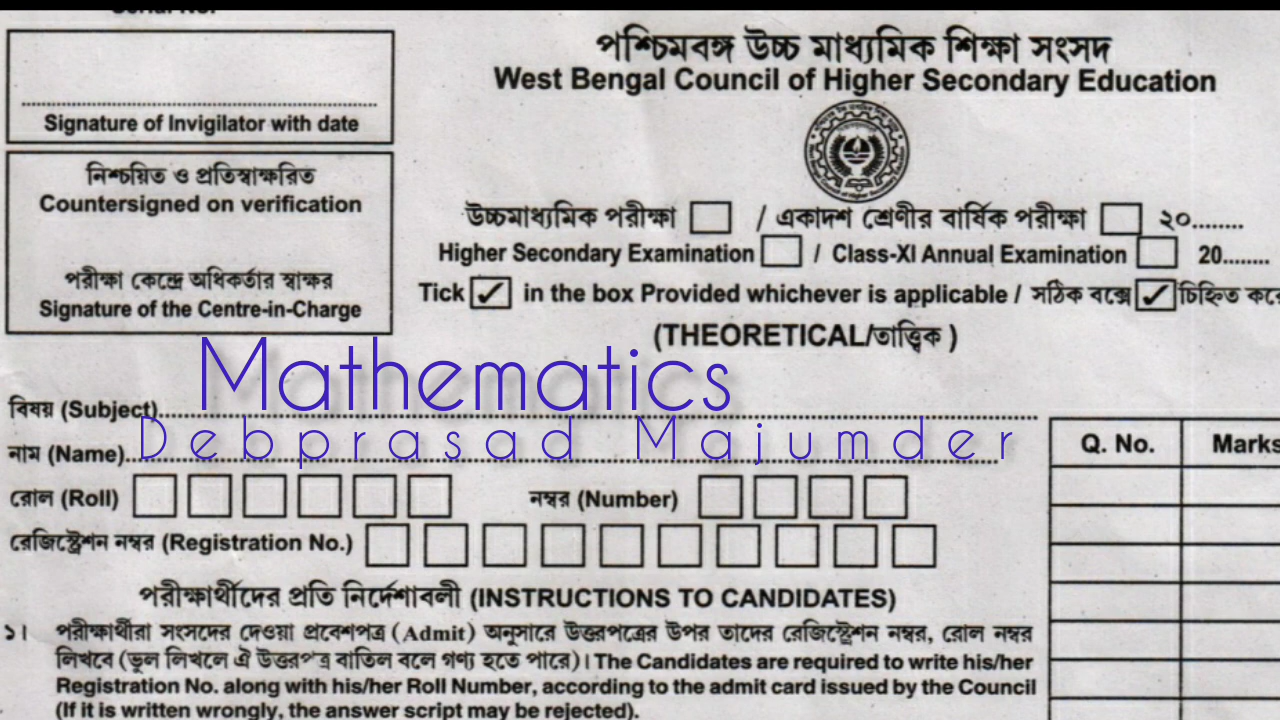 Serial No.
Signature of Invigilator with date
নিশ্চয়িত ও প্রতিস্বাক্ষরিত
Countersigned on verification
পরীক্ষা কেন্দ্রে অধিকর্তার স্বাক্ষর
Signature of the Centre-in-Charge
পশ্চিমবঙ্গ উচ্চ মাধ্যমিক শিক্ষা সংসদ
West Bengal Council of Higher Secondary Education
উচ্চমাধ্যমিক পরীক্ষা / একাদশ শ্রেণীর বার্ষিক পরীক্ষা ২০........
Higher Secondary Examination / Class-XI Annual Examination 20........
Tick ✓ in the box Provided whichever is applicable / সঠিক বক্সে ✓ চিহ্নিত
(THEORETICAL/তাত্ত্বিক )
বিষয় (Subject) Mathematics
নাম (Name) Debprasad Majumder
রোল (Roll) নম্বর (Number)
রেজিস্ট্রেশন নম্বর (Registration No.)
Q. No. Marks
পরীক্ষার্থীদের প্রতি নির্দেশাবলী (INSTRUCTIONS TO CANDIDATES)
১। পরীক্ষার্থীরা সংসদের দেওয়া প্রবেশপত্র (Admit) অনুসারে উত্তরপত্রের উপর তাদের রেজিস্ট্রেশন নম্বর, রোল নম্বর
লিখবে (ভুল লিখলে ঐ উত্তরপত্র বাতিল বলে গণ্য হতে পারে)। The Candidates are required to write his/her
Registration No. along with his/her Roll Number, according to the admit card issued by the Council
(If it is written wrongly, the answer script may be rejected).